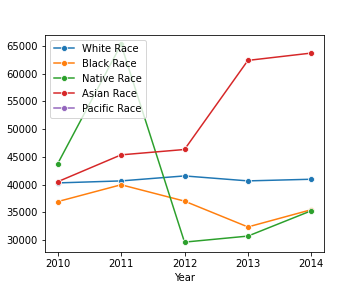 65000
60000
55000
50000
45000
40000
35000
30000
White Race
Black Race
Native Race
Asian Race
Pacific Race
2010 2011 2012 2013 2014
Year